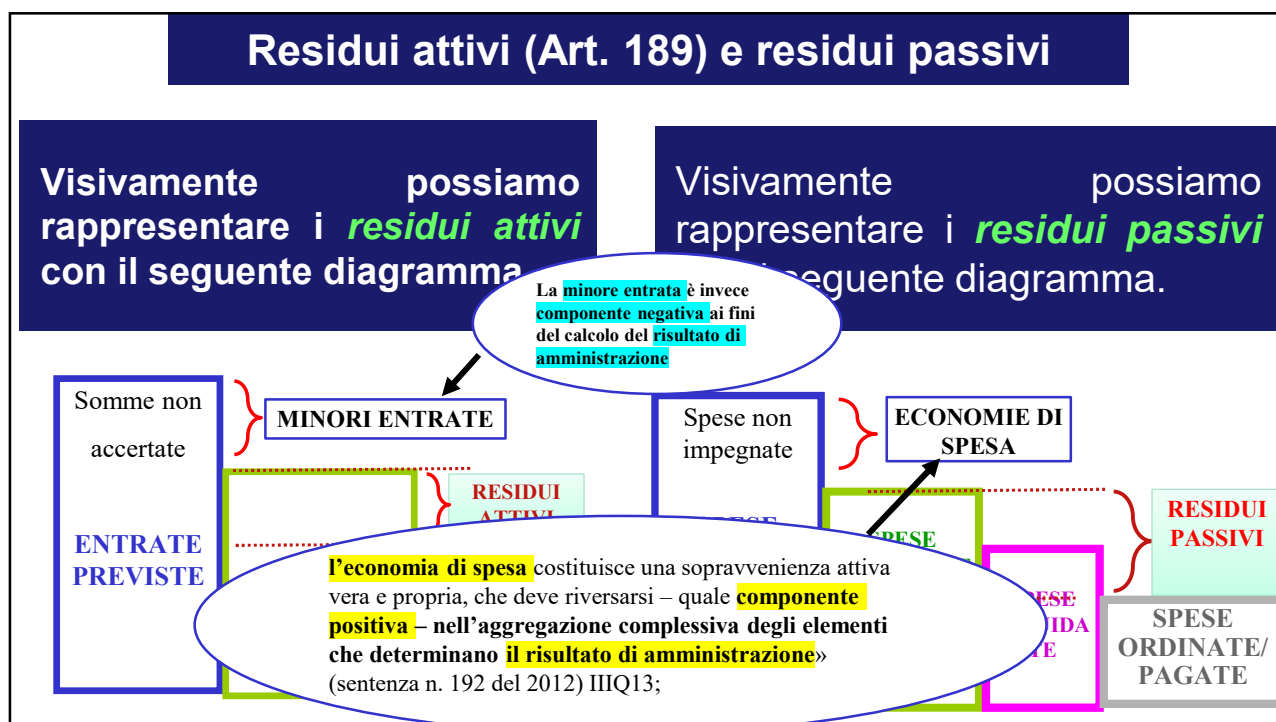 Residui attivi (Art. 189) e residui passivi
Visivamente possiamo
rappresentare i residui attivi
con il seguente diagramma
Visivamente possiamo
rappresentare i residui passivi
seguente diagramma.
La minore entrata è invece
componente negativa ai fini
del calcolo del risultato di
amministrazione
Somme non
accertate
MINORI ENTRATE
ENTRATE
PREVISTE
RESIDUI
ATTIVI
Spese non
impegnate
ECONOMIE DI
SPESA
SPESE
RESIDUI
PASSIVI
SPESE
ORDINATE/
PAGATE
l'economia di spesa costituisce una sopravvenienza attiva
vera e propria, che deve riversarsi – quale componente
positiva – nell'aggregazione complessiva degli elementi
che determinano il risultato di amministrazione»
(sentenza n. 192 del 2012) IIIQ13;